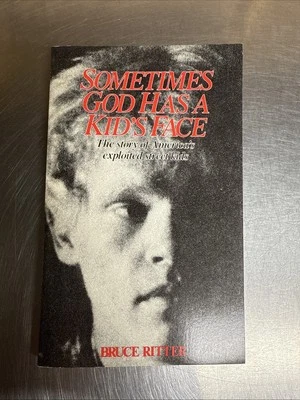 SOMETIMES
GOD HAS A
KID'S FACE
The story of America's
exploited street kids
BRUCE RITTER